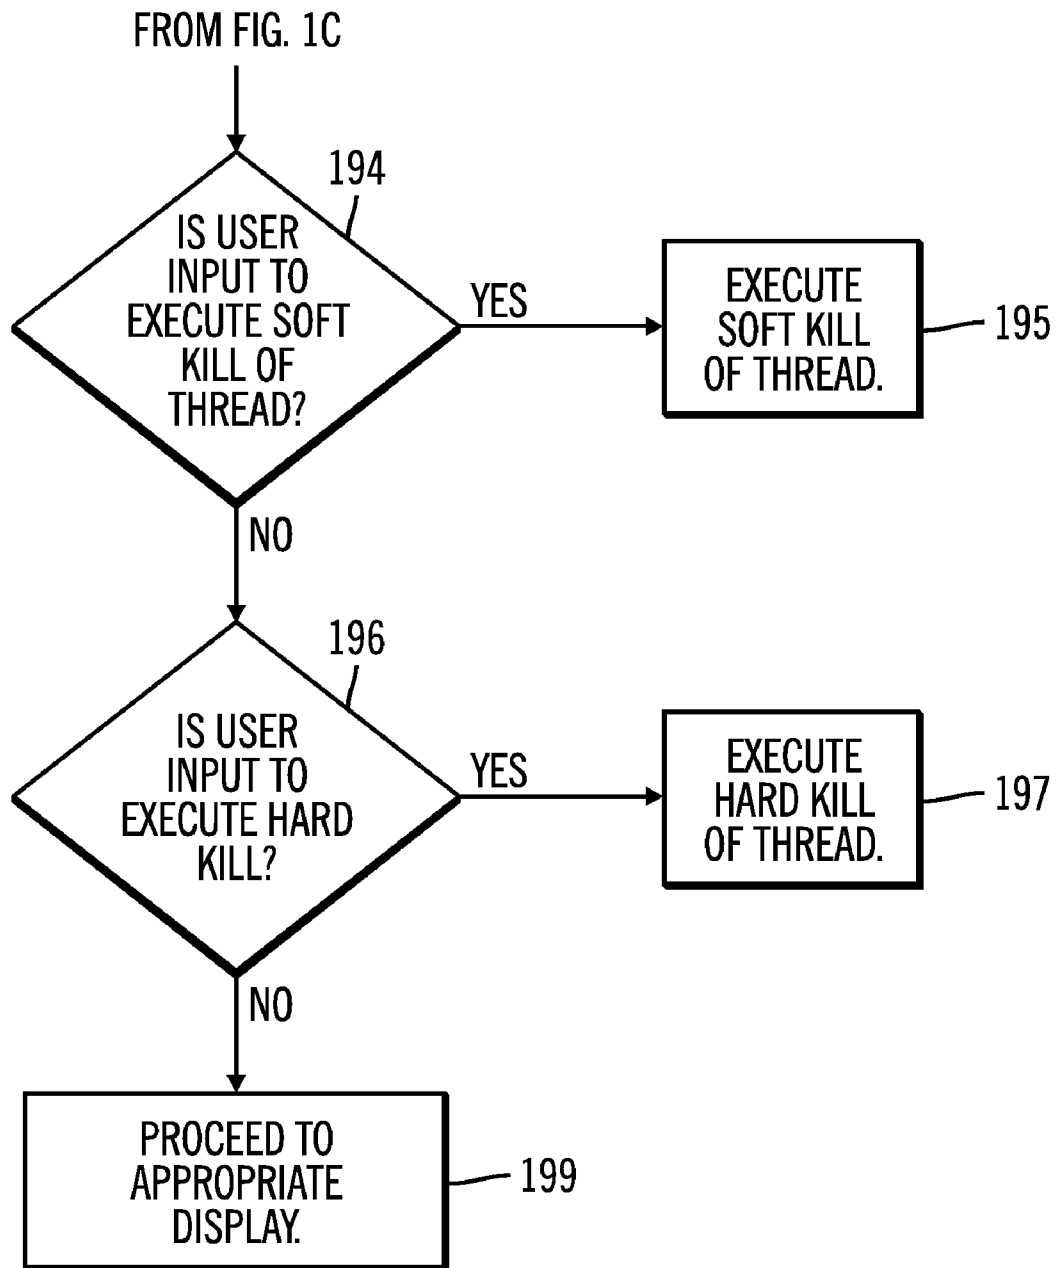 FROM FIG. 1C
194
IS USER
INPUT TO
EXECUTE SOFT
KILL OF
THREAD?
YES
EXECUTE
SOFT KILL
OF THREAD.
195
NO
196
IS USER
INPUT TO
EXECUTE HARD
KILL?
YES
EXECUTE
HARD KILL
OF THREAD.
197
NO
PROCEED TO
APPROPRIATE
DISPLAY.
199